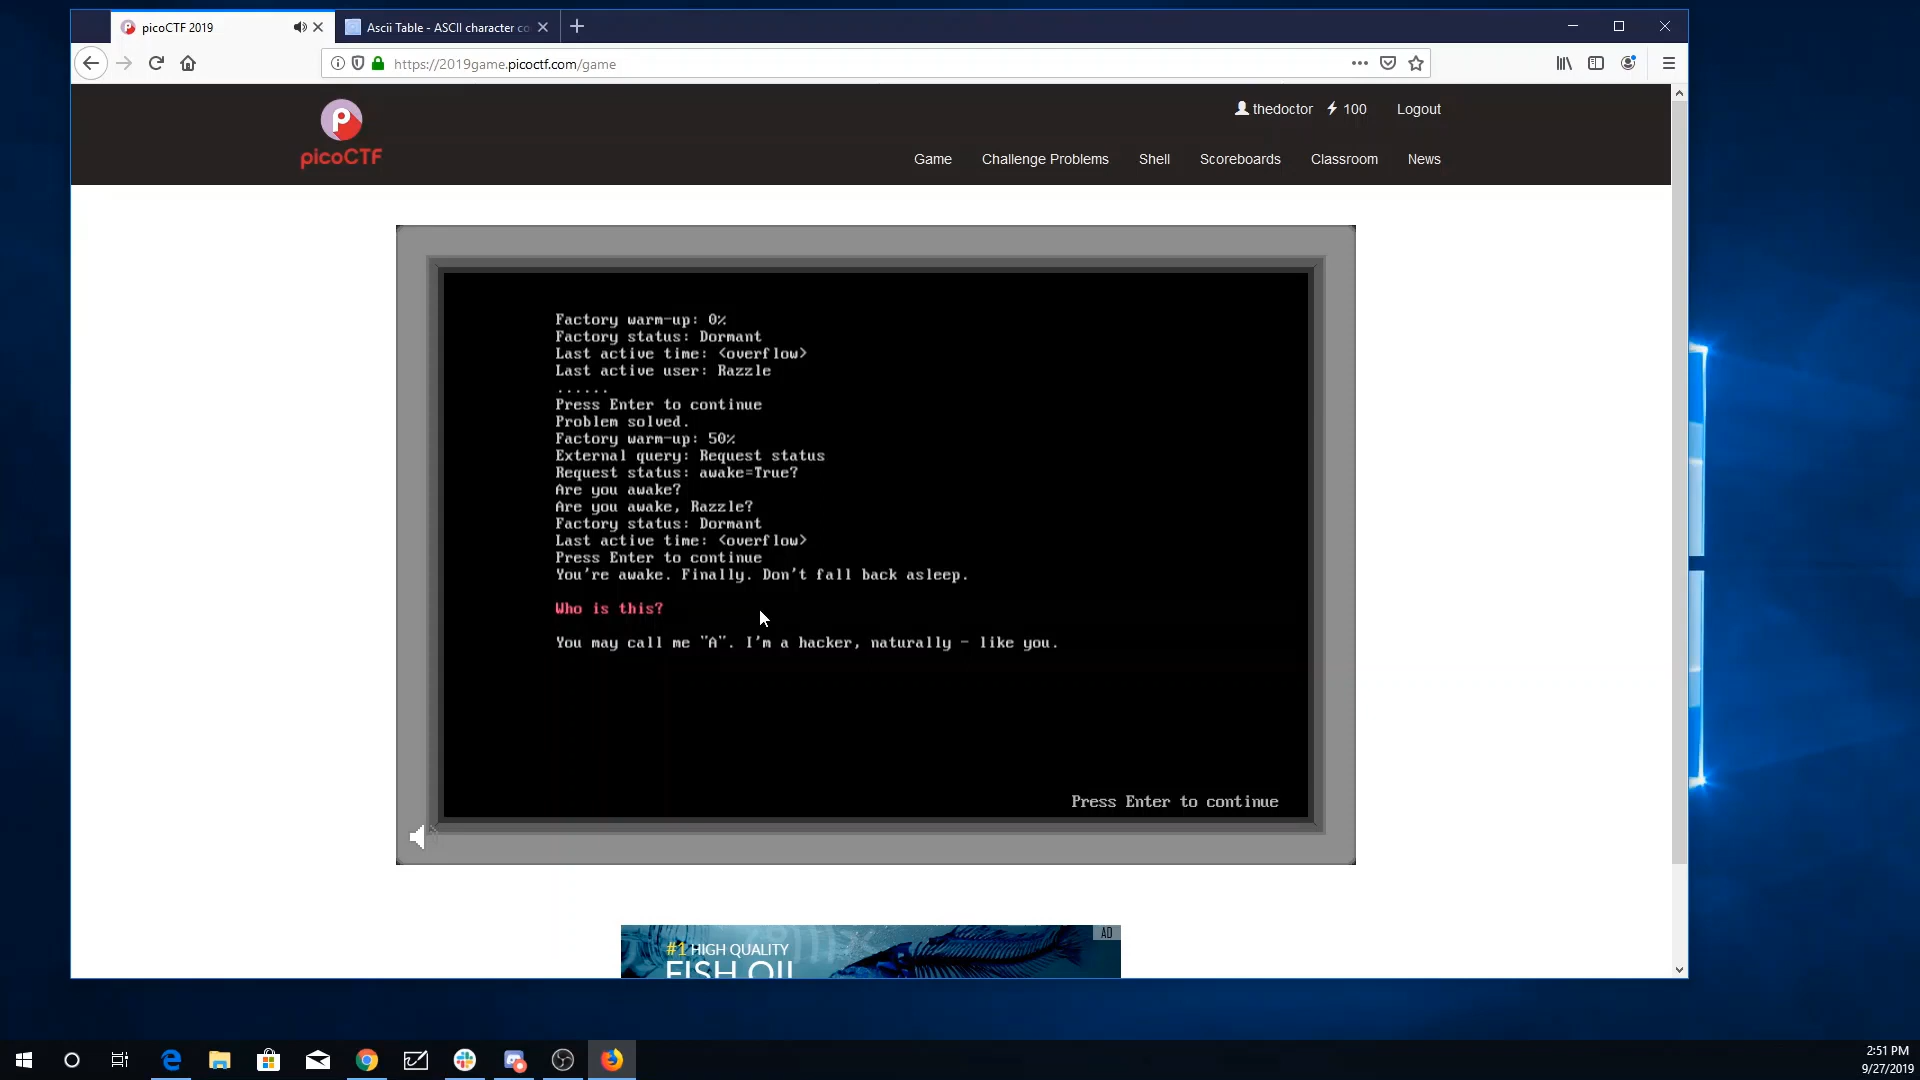 picoCTF 2019
Ascii Table - ASCII character co
https://2019game.picoctf.com/game
P
picoCTF
thedoctor 100 Logout
Game Challenge Problems Shell Scoreboards Classroom News
Factory warm-up: 0%
Factory status: Dormant
Last active time: <overflow>
Last active user: Razzle
......
Press Enter to continue
Problem solved.
Factory warm-up: 50%
External query: Request status
Request status: awake=True?
Are you awake?
Are you awake, Razzle?
Factory status: Dormant
Last active time: <overflow>
Press Enter to continue
You're awake. Finally. Don't fall back asleep.
Who is this?
You may call me "A". I'm a hacker, naturally - like you.
Press Enter to continue
AD
#1 HIGH QUALITY
FISH OIL
2:51 PM
9/27/2019